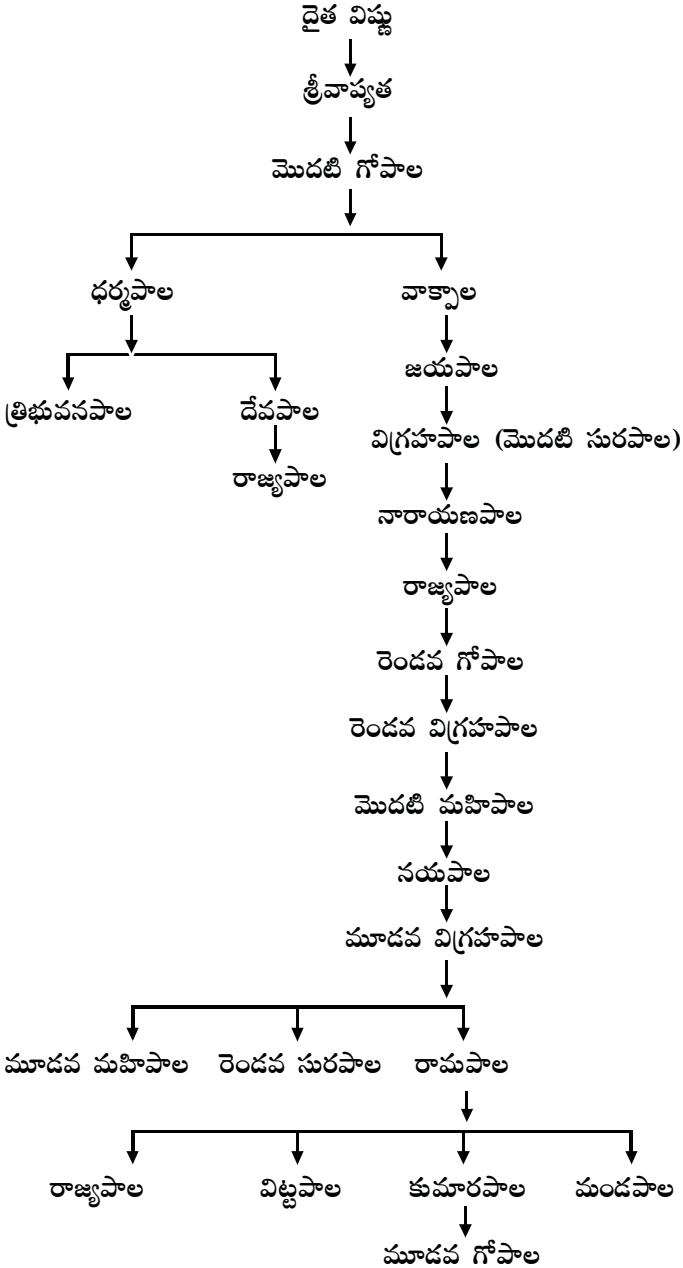 దైత విష్ణు
శ్రీవాప్యత
మొదటి గోపాల
ధర్మపాల వాక్పాల
జయపాల
త్రిభువనపాల దేవపాల
విగ్రహపాల (మొదటి సురపాల)
రాజ్యపాల
నారాయణపాల
రాజ్యపాల
రెండవ గోపాల
రెండవ విగ్రహపాల
మొదటి మహిపాల
నయపాల
మూడవ విగ్రహపాల
మూడవ మహిపాల రెండవ సురపాల రామపాల
రాజ్యపాల విట్టపాల కుమారపాల మండపాల
మూడవ గోపాల